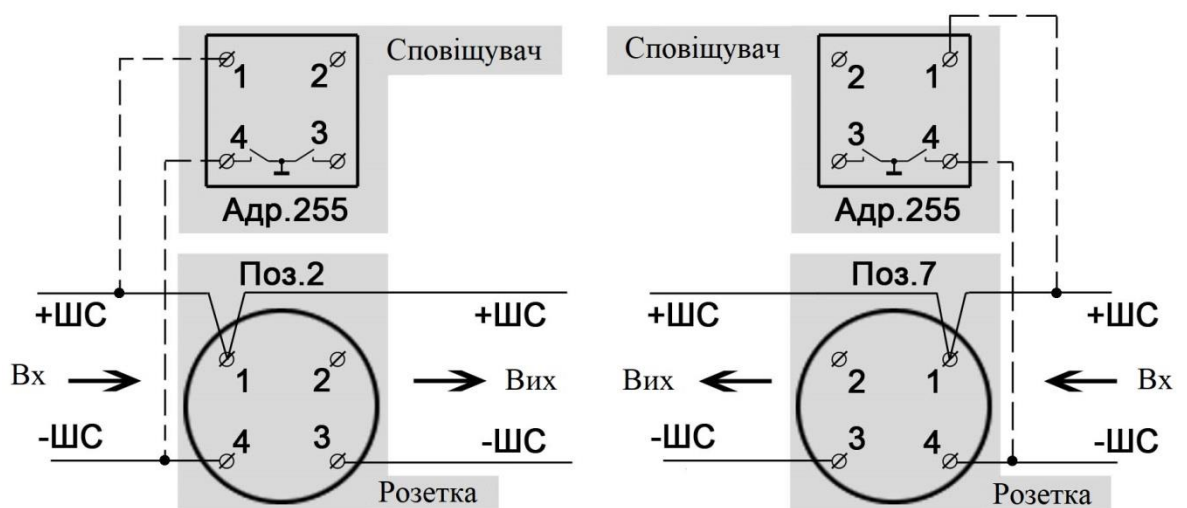 Сповіщувач
1 2
4 3
Адр.255
Поз.2
+ШС +ШС
Вх Вих
1 2
4 3
-ШС -ШС
Розетка
Сповіщувач
2 1
3 4
Адр.255
Поз.7
+ШС +ШС
Вих Вх
2 1
3 4
-ШС -ШС
Розетка